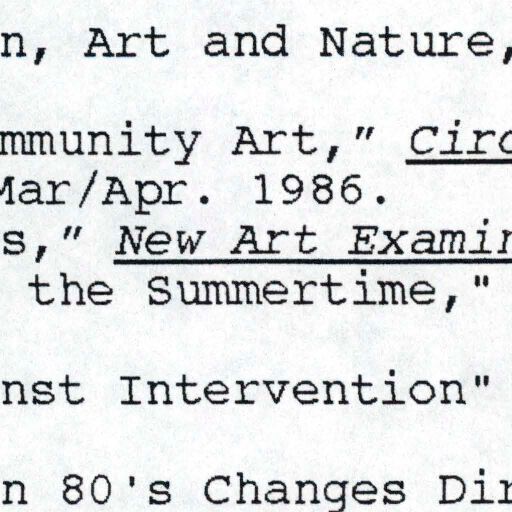 n, Art and Nature,
mmunity Art," Circ
Mar/Apr. 1986.
s," New Art Examin
the Summertime,"
nst Intervention"
n 80's Changes Dir